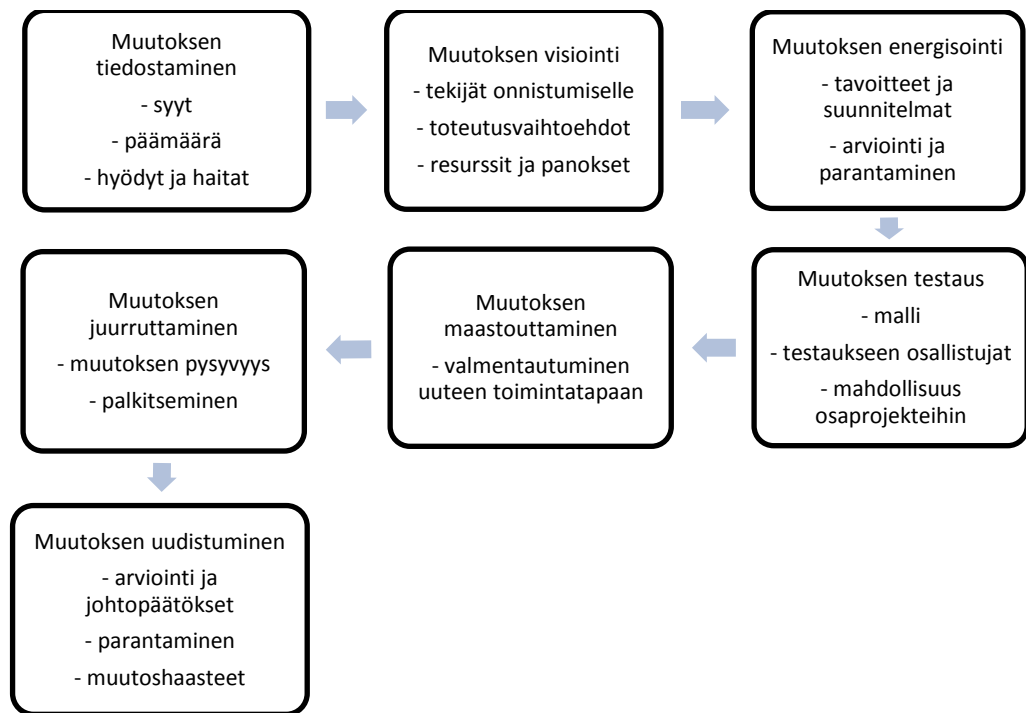 Muutoksen
tiedostaminen
- syyt
- päämäärä
- hyödyt ja haitat
Muutoksen visiointi
- tekijät onnistumiselle
- toteutusvaihtoehdot
- resurssit ja panokset
Muutoksen energisointi
- tavoitteet ja
suunnitelmat
- arviointi ja
parantaminen
Muutoksen testaus
- malli
- testaukseen osallistujat
- mahdollisuus
osaprojekteihin
Muutoksen
maastouttaminen
- valmentautuminen
uuteen toimintatapaan
Muutoksen
juurruttaminen
- muutoksen pysyvyys
- palkitseminen
Muutoksen uudistuminen
- arviointi ja
johtopäätökset
- parantaminen
- muutoshaasteet